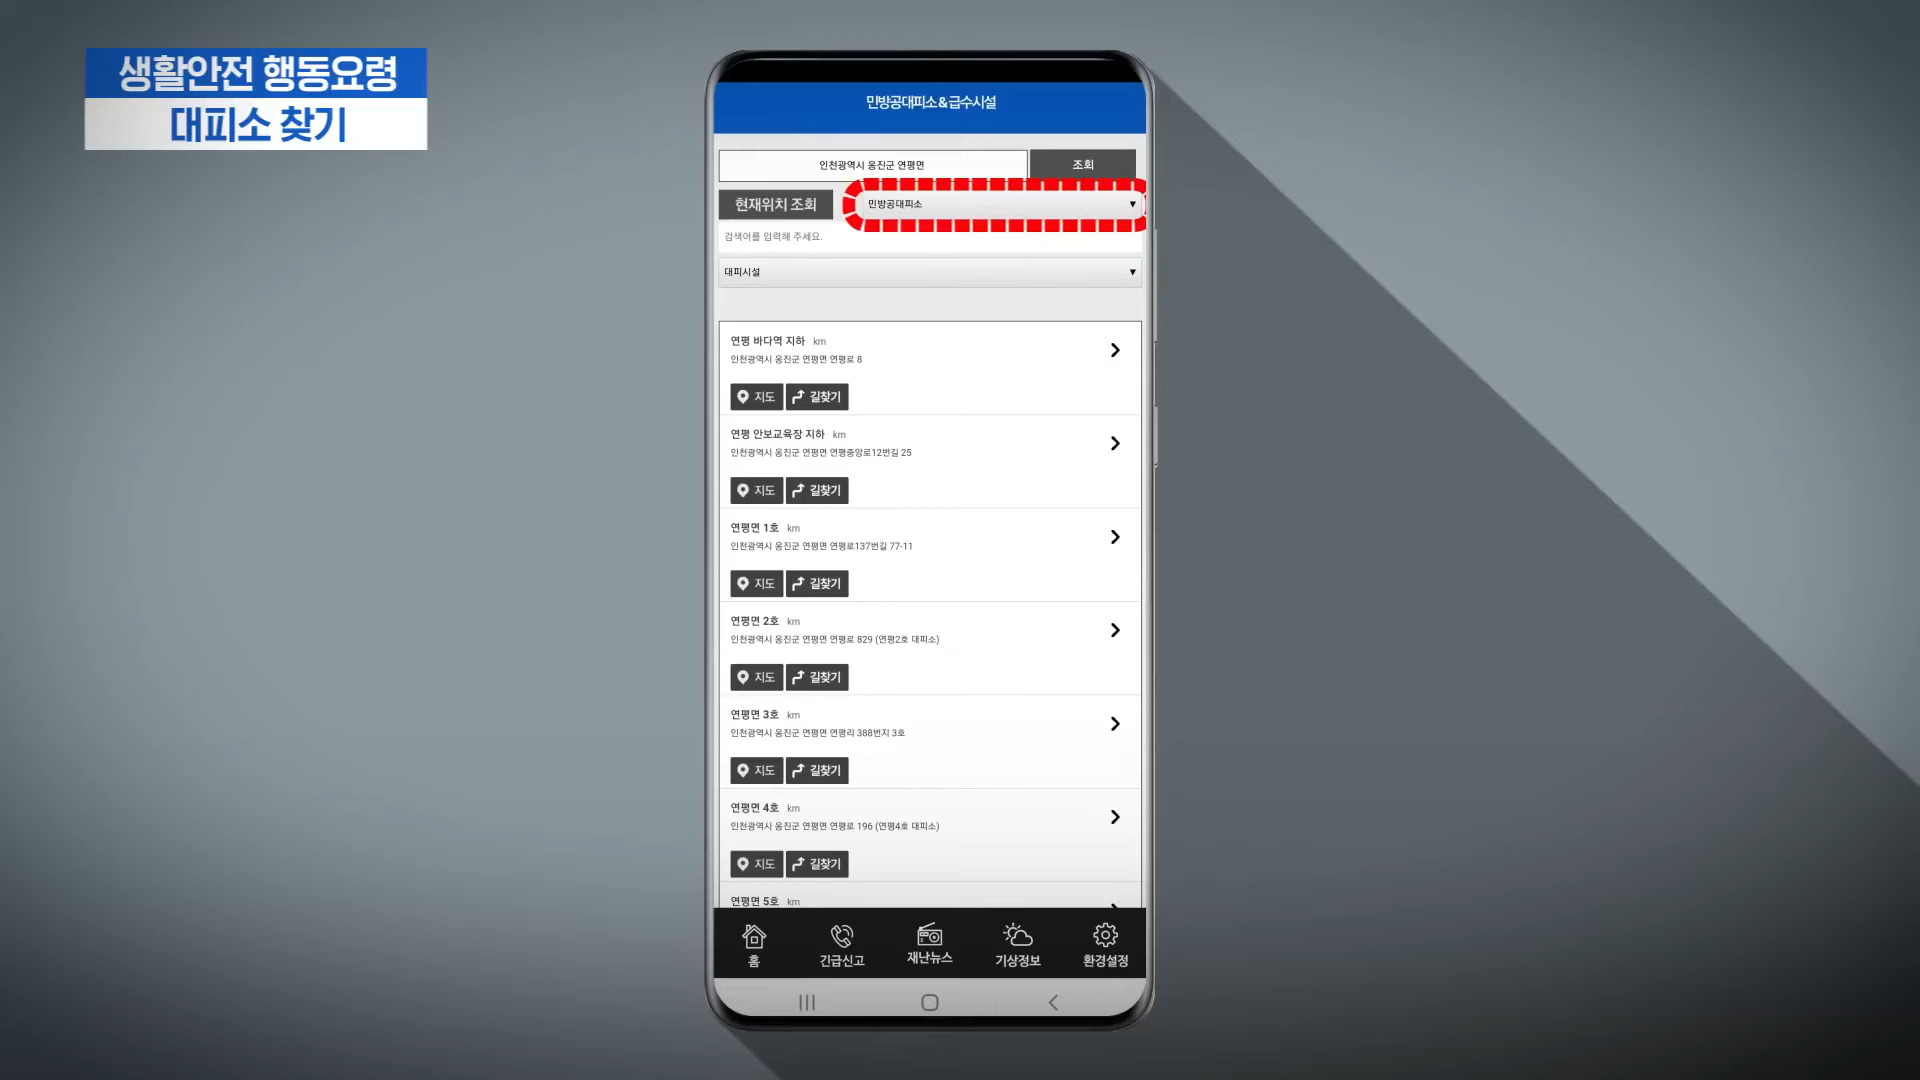 생활안전 행동요령
대피소 찾기
민방공대피소&급수시설
인천광역시 옹진군 연평면
조회
현재위치 조회
민방공대피소
검색어를 입력해 주세요.
대피시설
연평 바다역 지하 km
인천광역시 옹진군 연평면 연평로 8
지도 길찾기
연평 안보교육장 지하 km
인천광역시 옹진군 연평면 연평중앙로12번길 25
지도 길찾기
연평면 1호 km
인천광역시 옹진군 연평면 연평로137번길 77-11
지도 길찾기
연평면 2호 km
인천광역시 옹진군 연평면 연평로 829 (연평2호 대피소)
지도 길찾기
연평면 3호 km
인천광역시 옹진군 연평면 연평리 388번지 3호
지도 길찾기
연평면 4호 km
인천광역시 옹진군 연평면 연평로 196 (연평4호 대피소)
지도 길찾기
연평면 5호 km
홈 긴급신고 재난뉴스 기상정보 환경설정